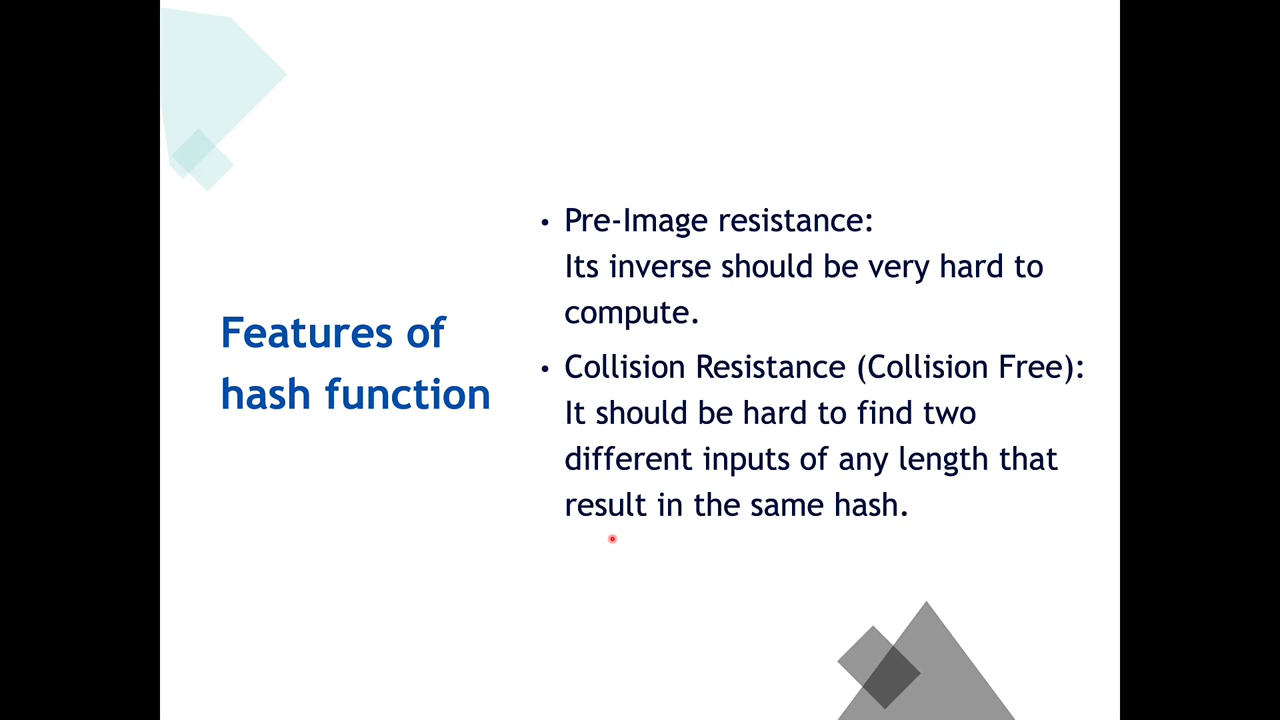 Features of
hash function
• Pre-Image resistance:
Its inverse should be very hard to
compute.
• Collision Resistance (Collision Free):
It should be hard to find two
different inputs of any length that
result in the same hash.